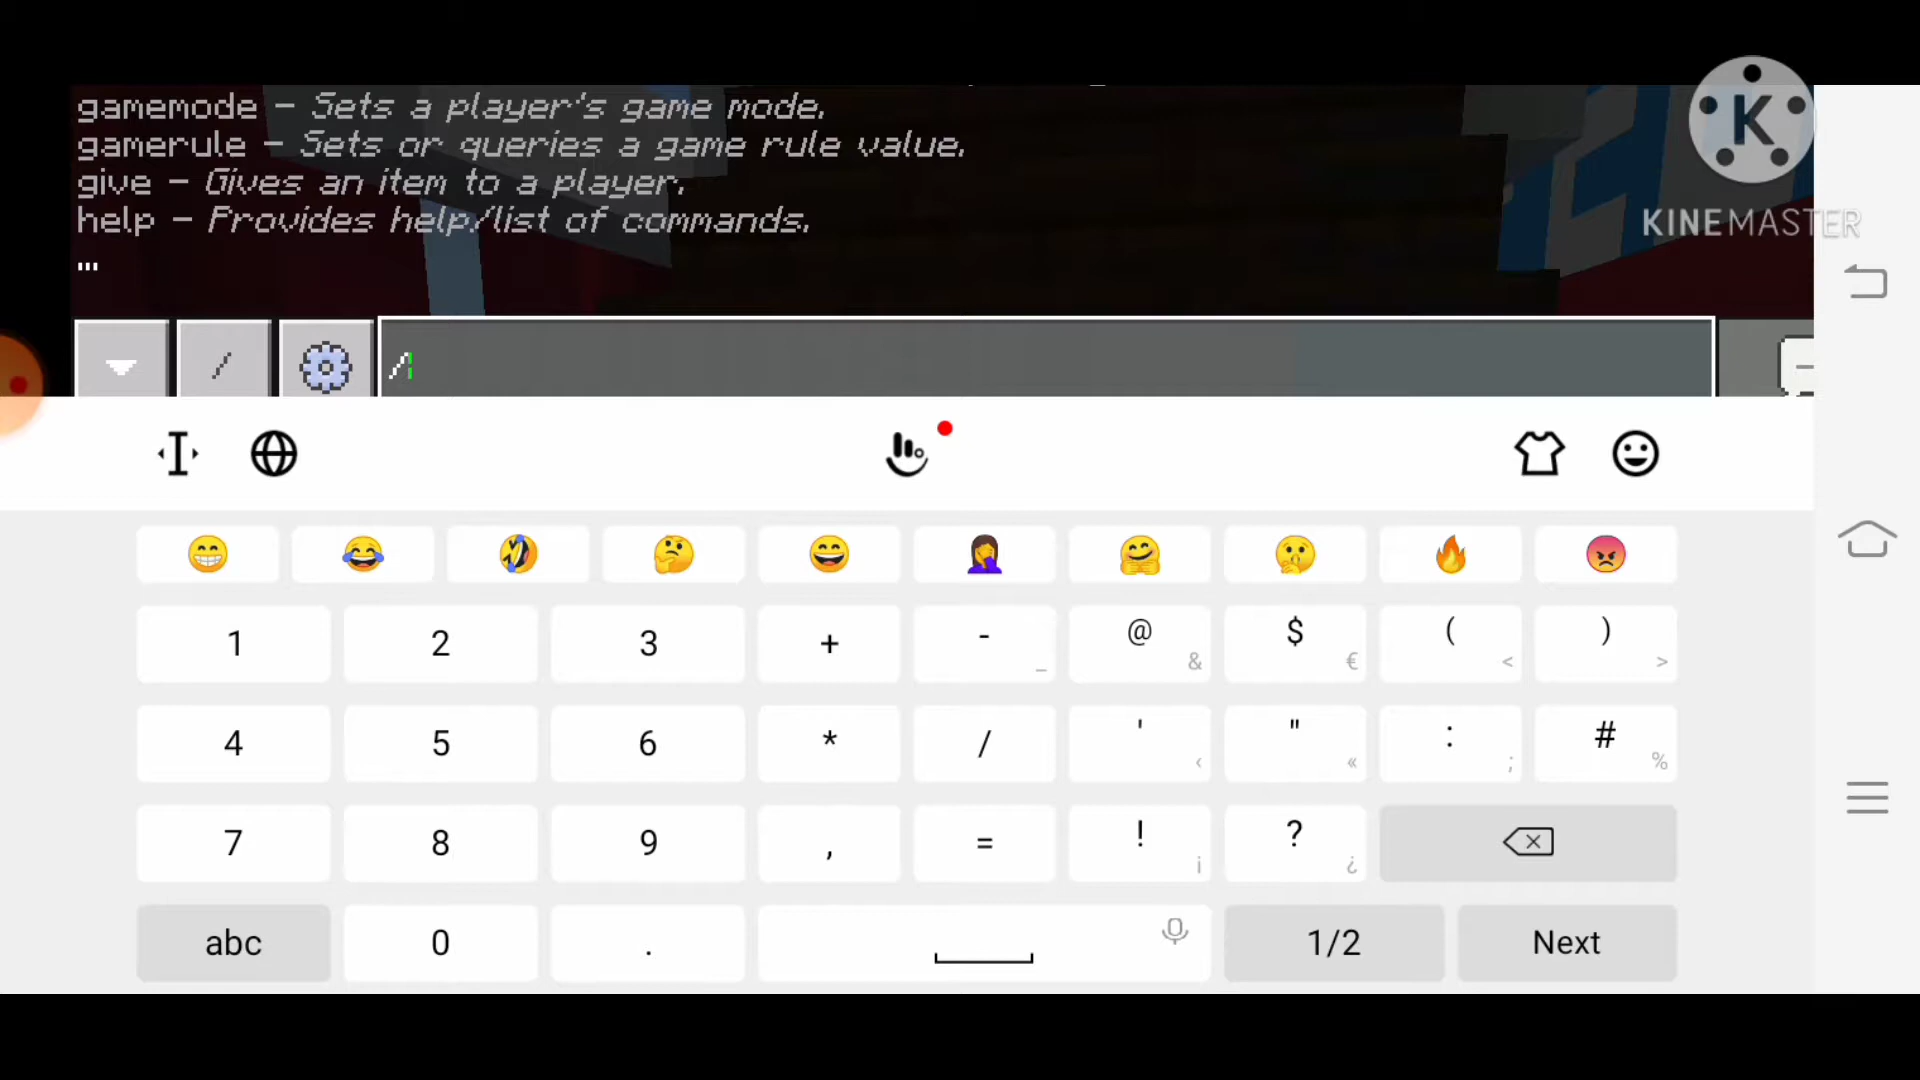 gamemode - Sets a player's game mode.
gamerule - Sets or queries a game rule value.
give - Gives an item to a player.
help - Provides help/list of commands.
...
K
KINEMASTER
/
/
1 2 3 + - _ @ & $ € ( < ) >
4 5 6 * / ' ‹ " « : ; # %
7 8 9 , = ! ¡ ? ¿
abc 0 . 1/2 Next